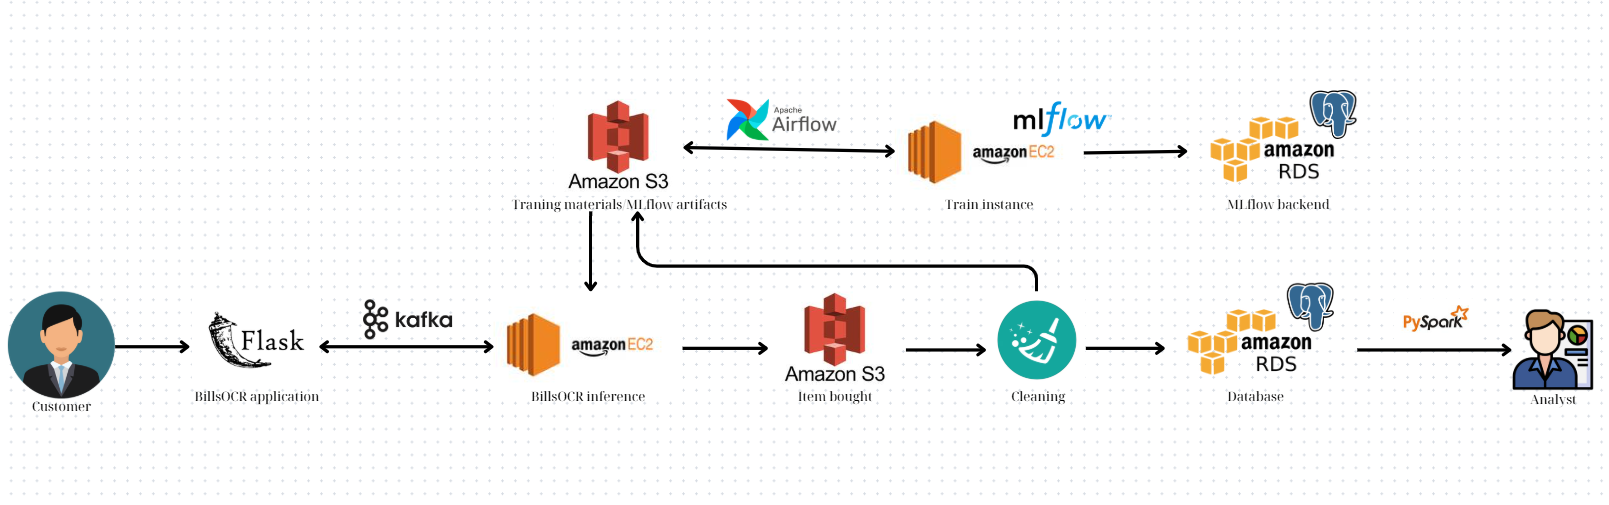 Apache
Airflow
mlflow
amazon EC2
amazon
RDS
Amazon S3
Traning materials/MLflow artifacts
Train instance
MLflow backend
Flask
kafka
amazon EC2
Amazon S3
amazon
RDS
PySpark
Customer
BillsOCR application
BillsOCR inference
Item bought
Cleaning
Database
Analyst